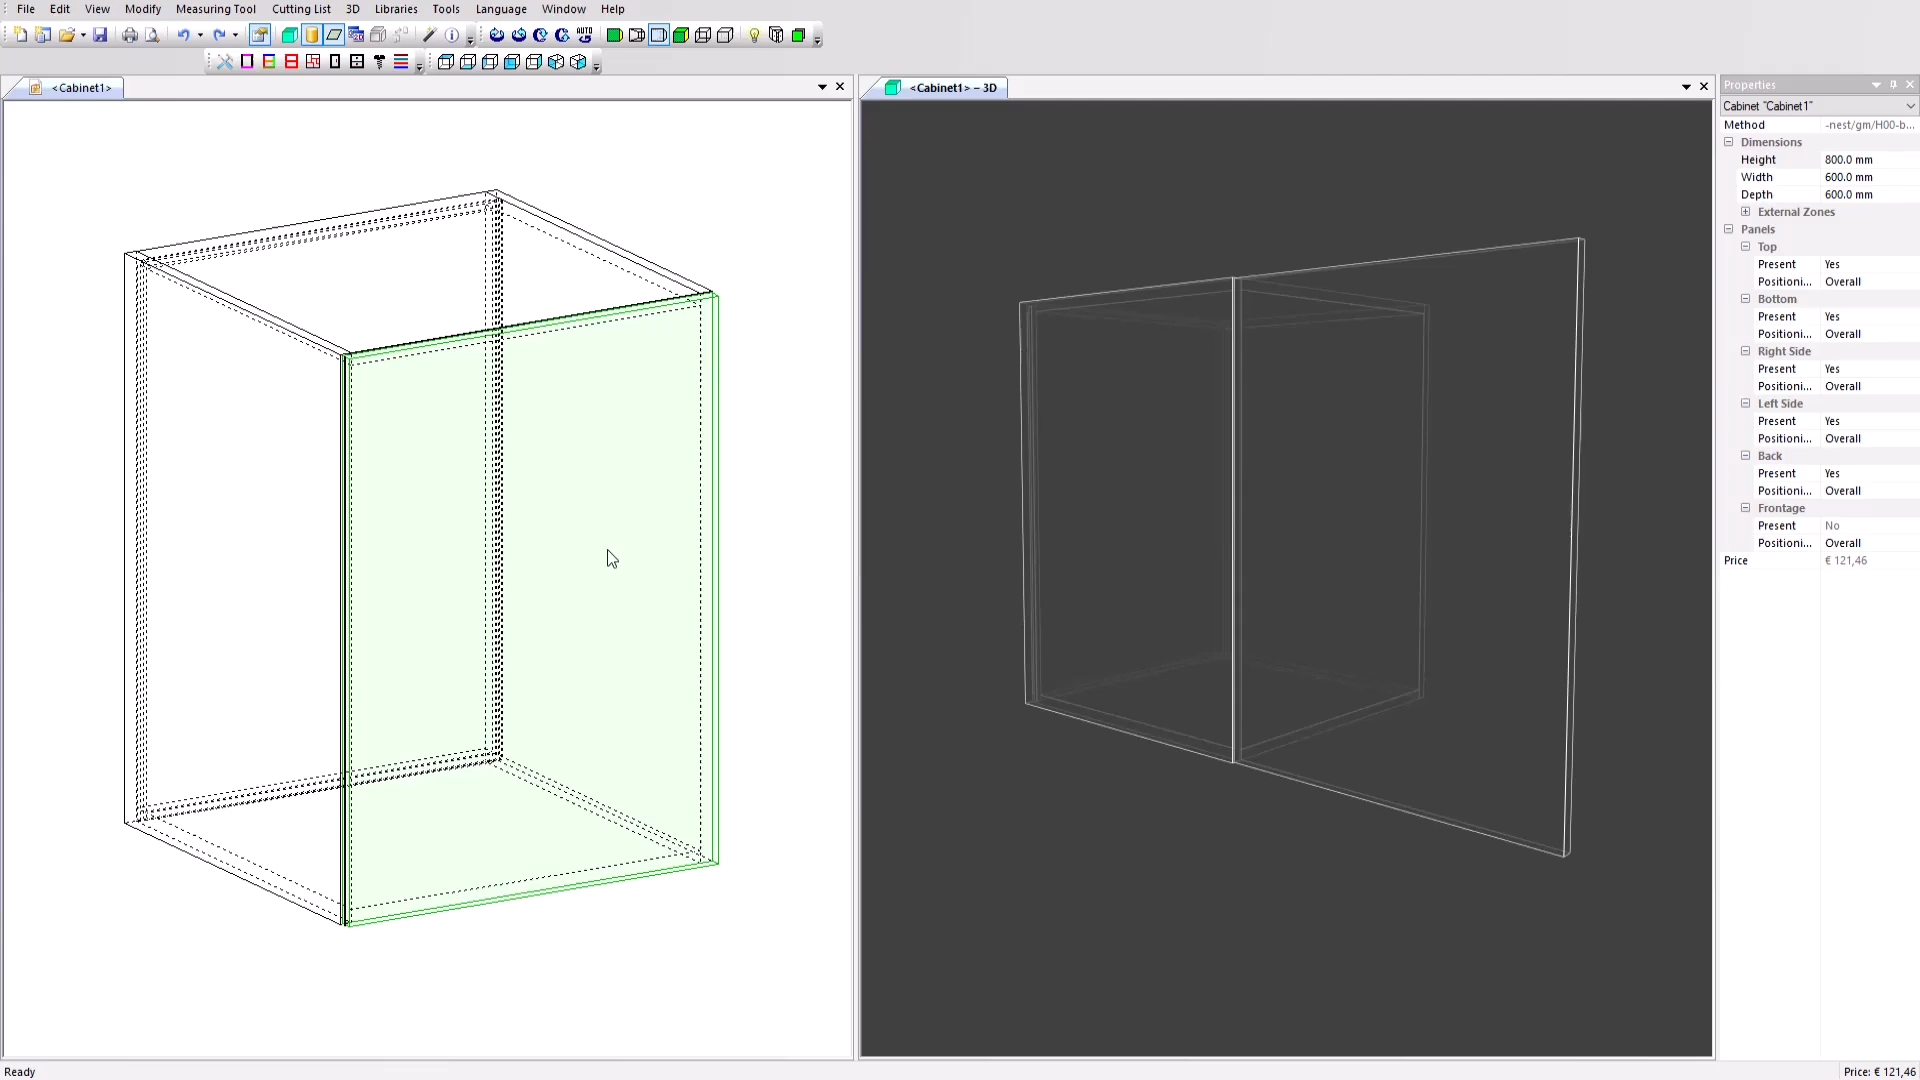 File Edit View Modify Measuring Tool Cutting List 3D Libraries Tools Language Window Help
AUTO
<Cabinet1>
<Cabinet1> – 3D
Properties
Cabinet "Cabinet1"
Method -nest/gm/H00-b...
Dimensions
Height 800.0 mm
Width 600.0 mm
Depth 600.0 mm
External Zones
Panels
Top
Present Yes
Positioni... Overall
Bottom
Present Yes
Positioni... Overall
Right Side
Present Yes
Positioni... Overall
Left Side
Present Yes
Positioni... Overall
Back
Present Yes
Positioni... Overall
Frontage
Present No
Positioni... Overall
Price € 121,46
Ready
Price: € 121,46